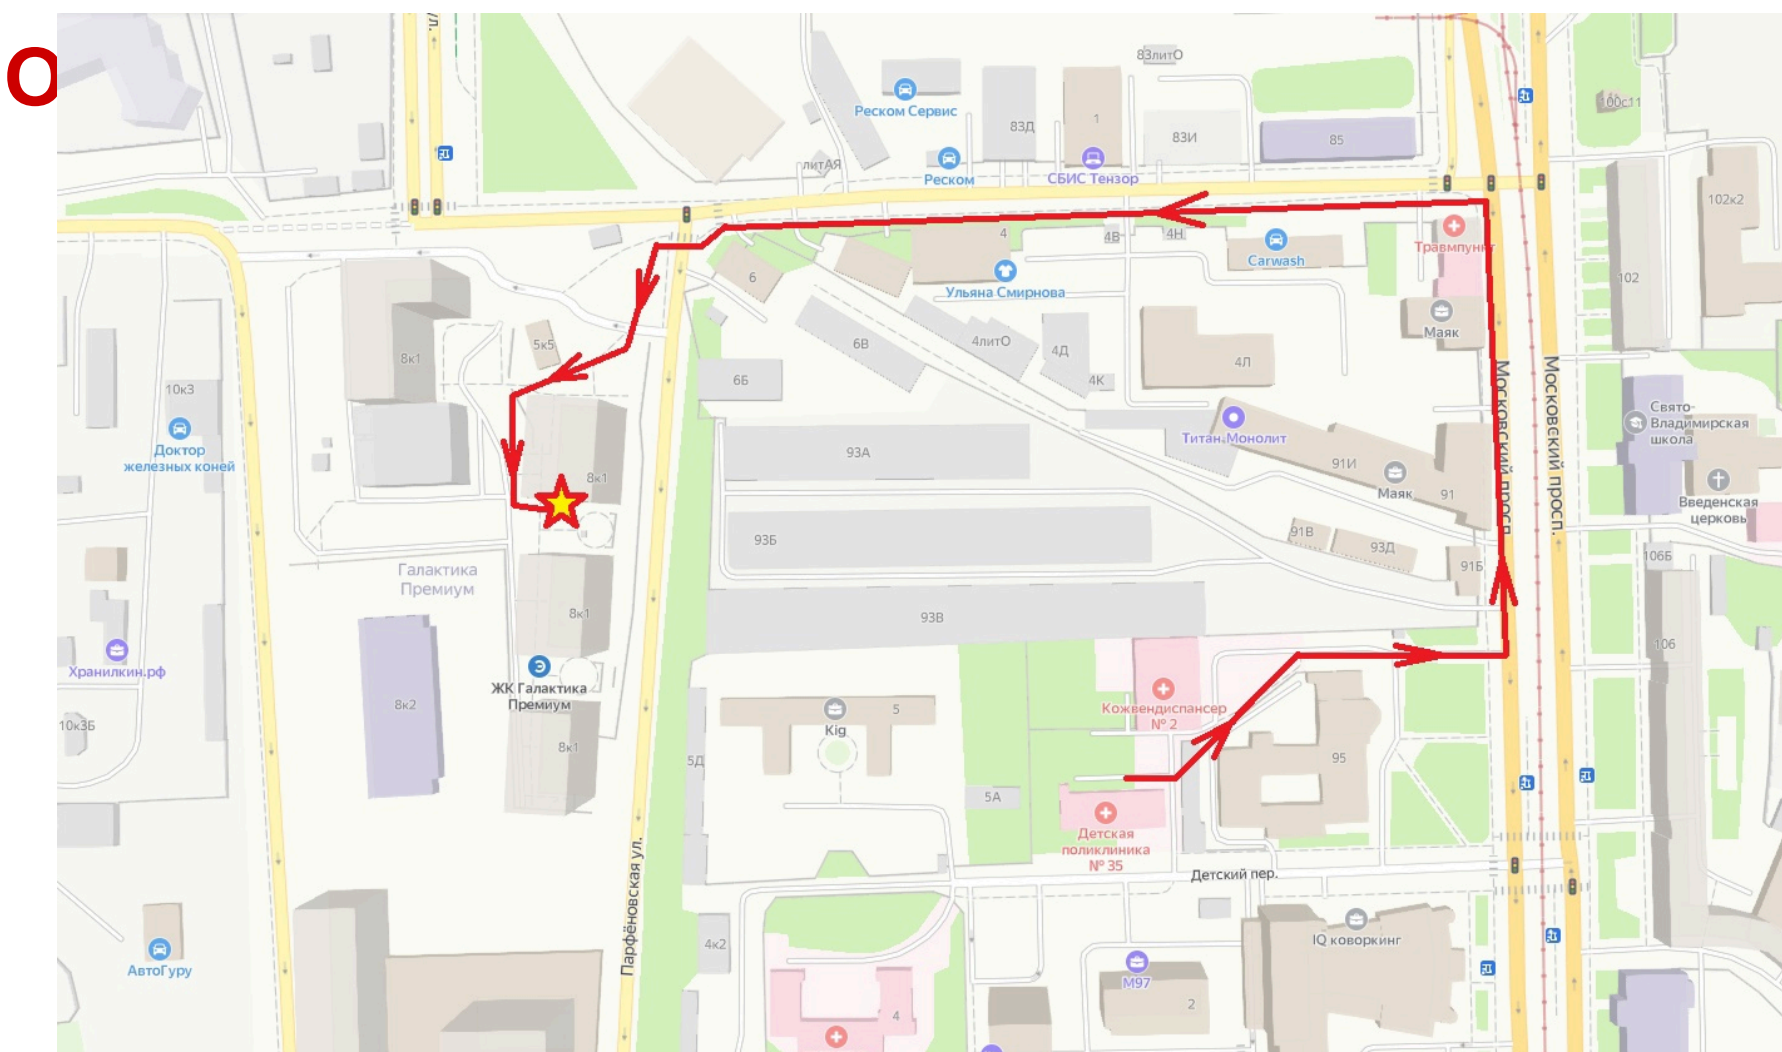 О
ул.
83литО
100с11
Реском Сервис
83Д
1
83И
85
литАЯ
Реском
СБИС Тензор
102к2
4
4В
4Н
Травмпункт
Carwash
6
Ульяна Смирнова
102
Маяк
8к1
5к5
6В
4литО
4Д
4Л
6Б
4К
10к3
Московский просп.
Московский просп.
Свято-
Владимирская
школа
Доктор
железных коней
Титан Монолит
93А
91И
8к1
Маяк
91
Введенская
церковь
93Б
91В
93Д
106Б
91Б
Галактика
Премиум
8к1
93В
106
Хранилкин.рф
ЖК Галактика
Премиум
8к2
10к3Б
Kig
5
Кожвендиспансер
№ 2
8к1
5Д
95
5А
Детская
поликлиника
№ 35
Детский пер.
Парфёновская ул.
4к2
IQ коворкинг
АвтоГуру
М97
2
4